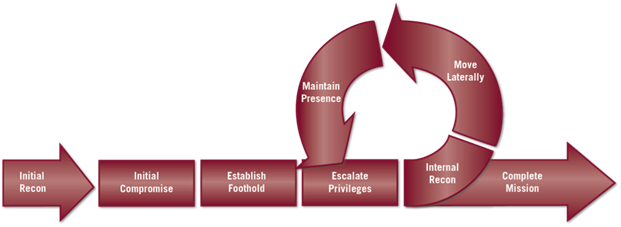 Initial
Recon
Initial
Compromise
Establish
Foothold
Escalate
Privileges
Internal
Recon
Move
Laterally
Maintain
Presence
Complete
Mission